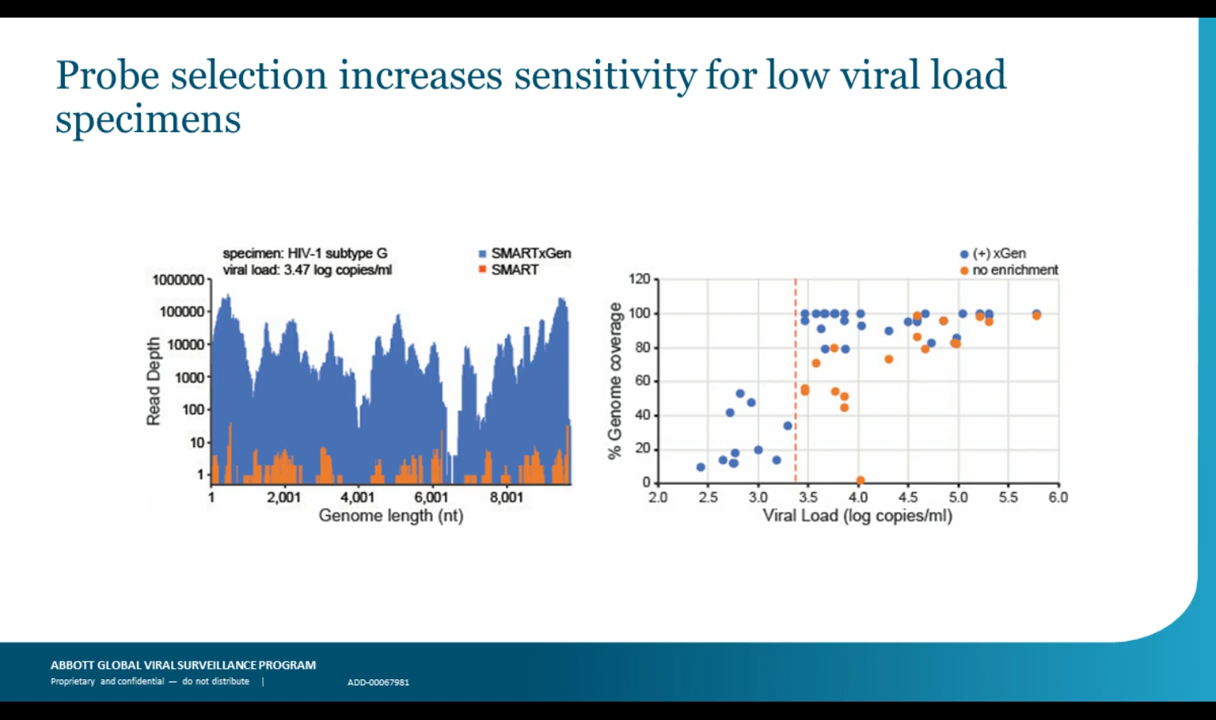 Probe selection increases sensitivity for low viral load
specimens
specimen: HIV-1 subtype G
viral load: 3.47 log copies/ml
SMARTxGen
SMART
1000000
100000
10000
1000
100
10
1
Read Depth
1 2,001 4,001 6,001 8,001
Genome length (nt)
(+) xGen
no enrichment
120
100
80
60
40
20
0
% Genome coverage
2.0 2.5 3.0 3.5 4.0 4.5 5.0 5.5 6.0
Viral Load (log copies/ml)
ABBOTT GLOBAL VIRAL SURVEILLANCE PROGRAM
Proprietary and confidential — do not distribute | ADD-00067981